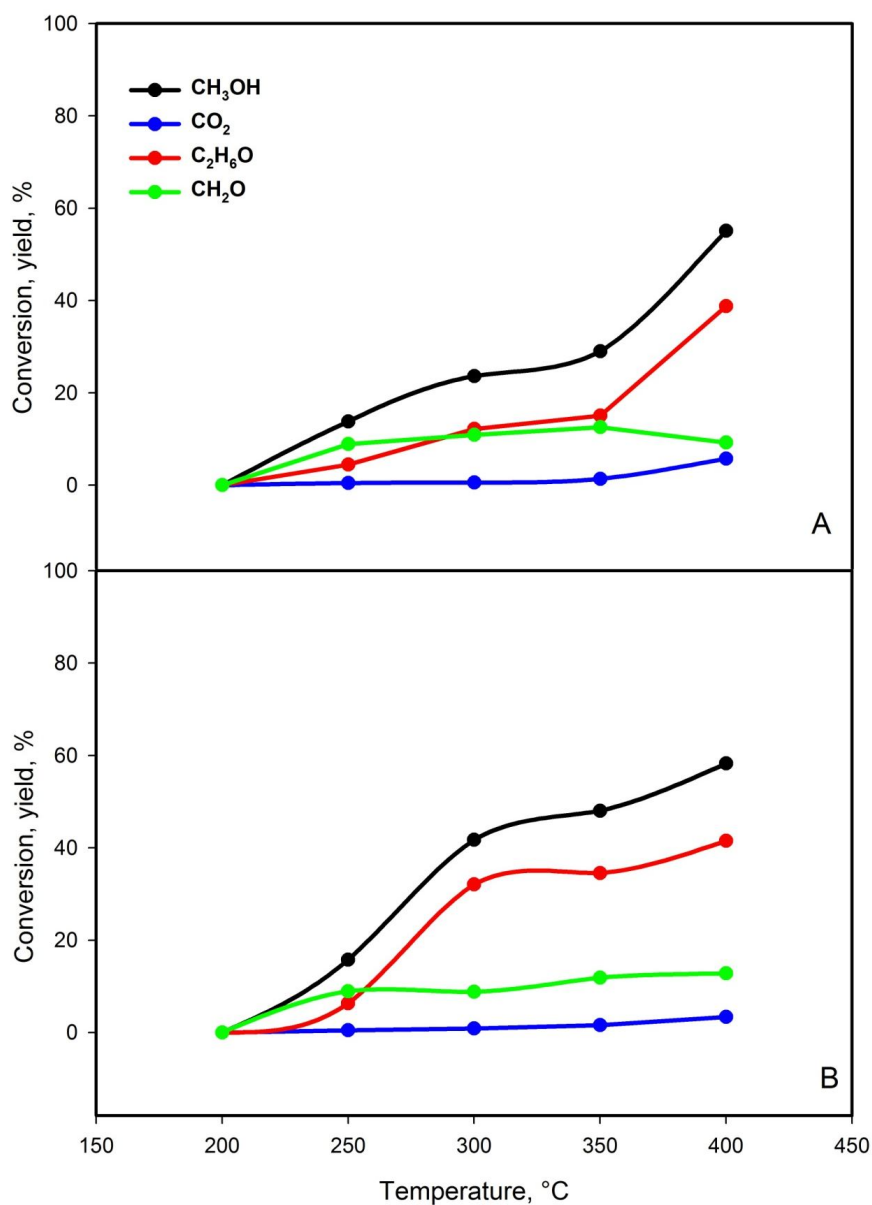 100
80
60
40
20
0
Conversion, yield, %
CH₃OH
CO₂
C₂H₆O
CH₂O
A
100
80
60
40
20
0
Conversion, yield, %
B
150 200 250 300 350 400 450
Temperature, °C